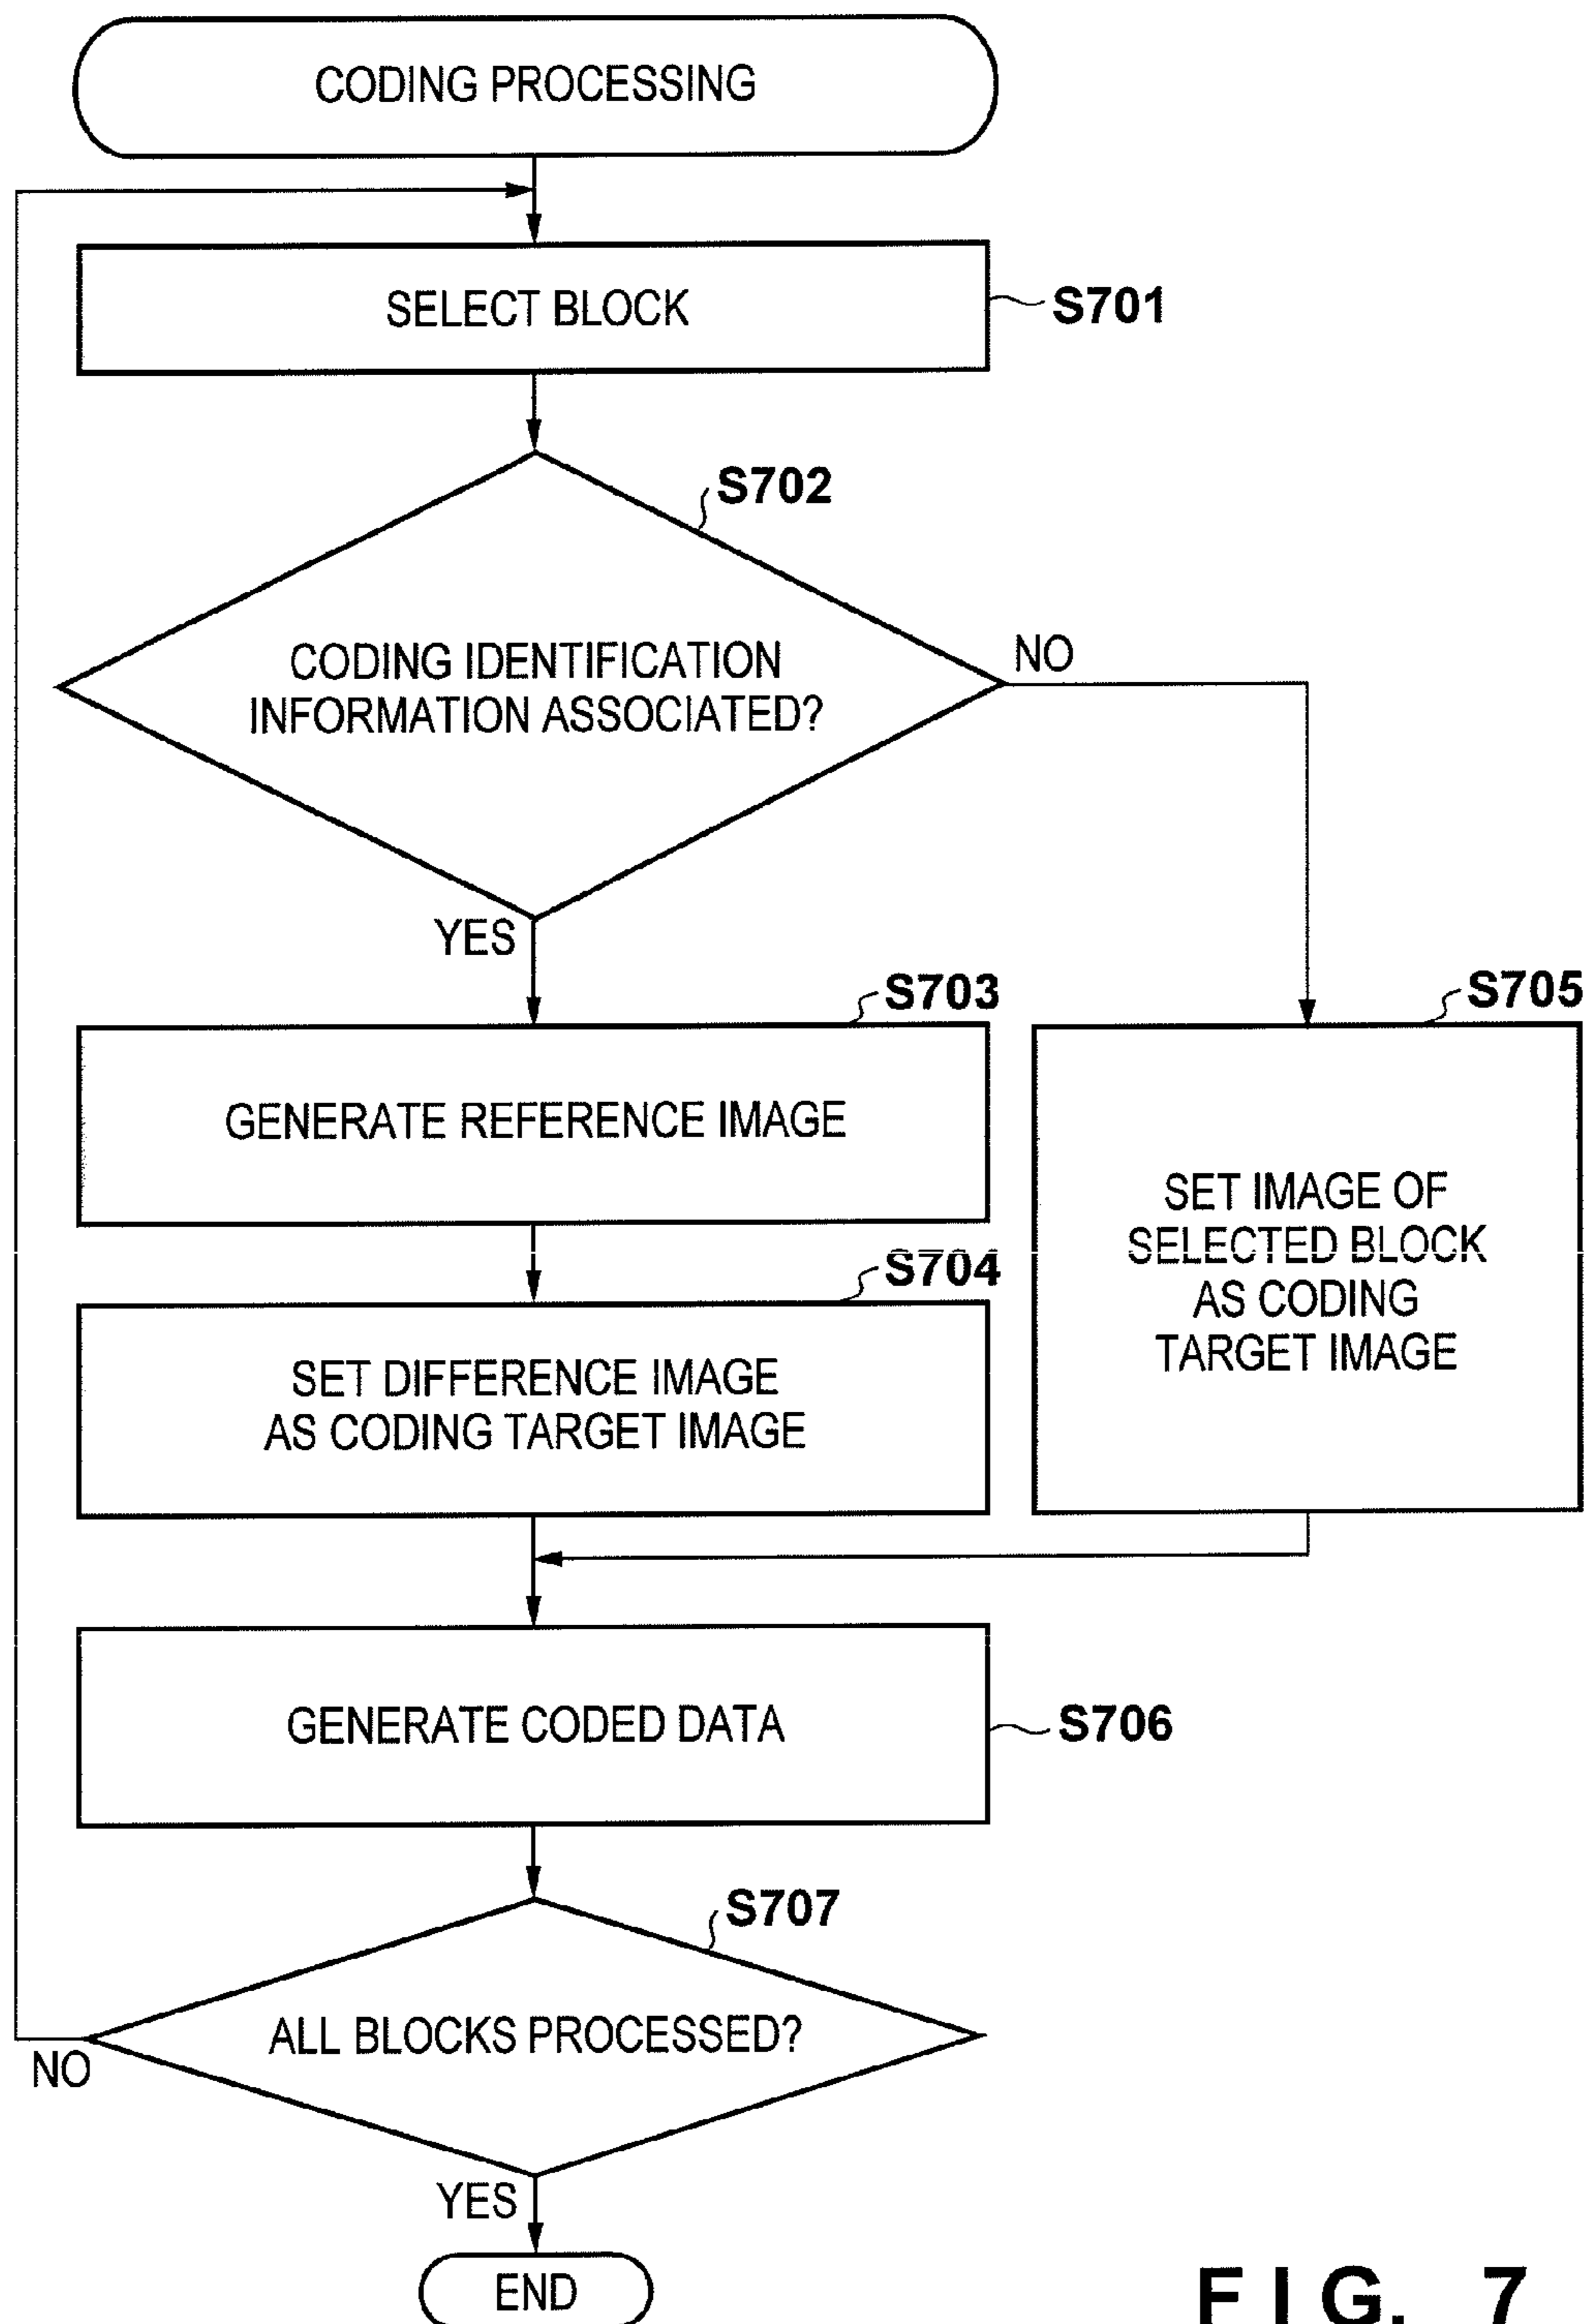 CODING PROCESSING
SELECT BLOCK
S701
S702
CODING IDENTIFICATION
INFORMATION ASSOCIATED?
NO
YES
S703
GENERATE REFERENCE IMAGE
S705
SET IMAGE OF
SELECTED BLOCK
AS CODING
TARGET IMAGE
S704
SET DIFFERENCE IMAGE
AS CODING TARGET IMAGE
GENERATE CODED DATA
S706
S707
ALL BLOCKS PROCESSED?
NO
YES
END
FIG. 7